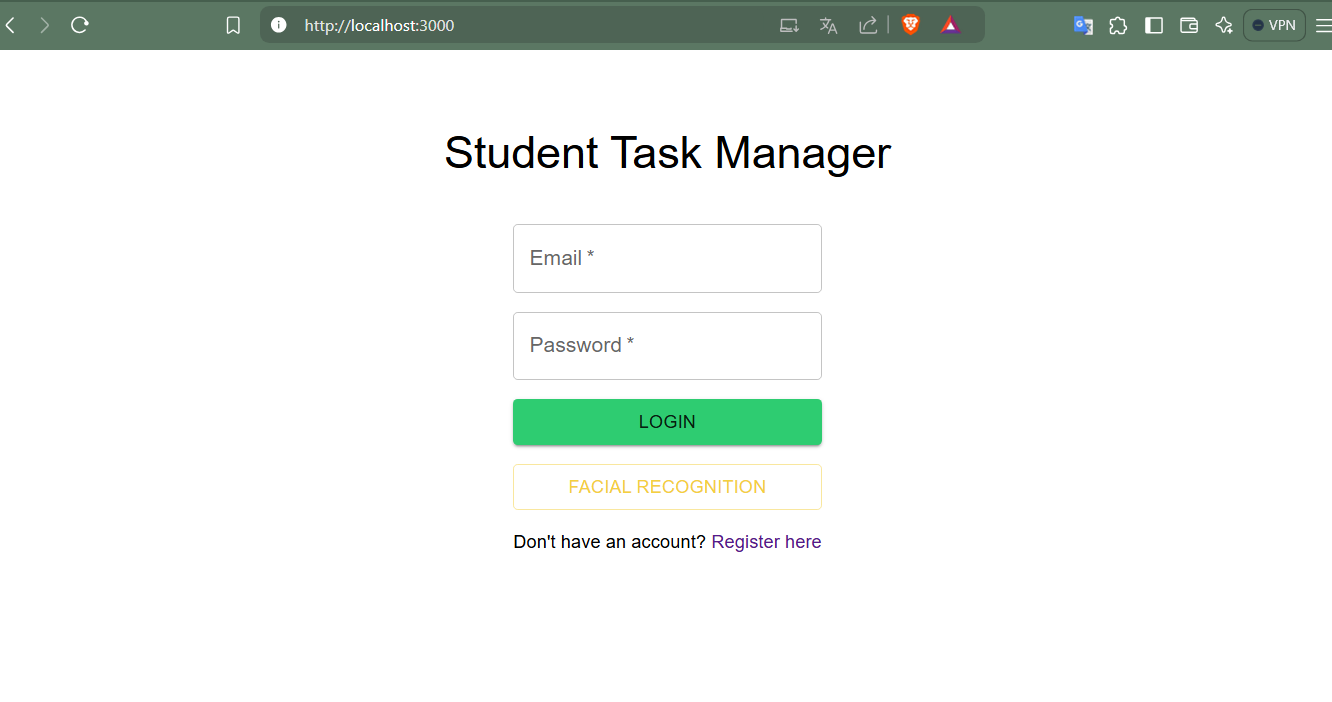 http://localhost:3000
VPN
Student Task Manager
Email *
Password *
LOGIN
FACIAL RECOGNITION
Don't have an account? Register here